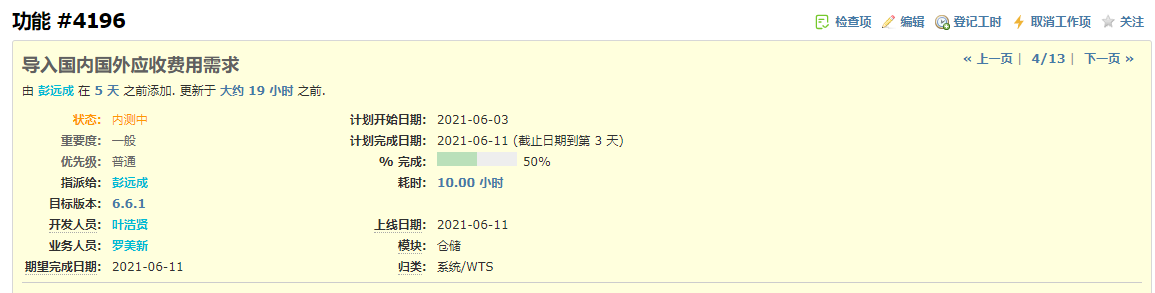 功能 #4196
检查项 编辑 登记工时 取消工作项 关注
导入国内国外应收费用需求
« 上一页 | 4/13 | 下一页 »
由 彭远成 在 5 天 之前添加. 更新于 大约 19 小时 之前.
状态: 内测中 计划开始日期: 2021-06-03
重要度: 一般 计划完成日期: 2021-06-11 (截止日期到第 3 天)
优先级: 普通 % 完成: 50%
指派给: 彭远成 耗时: 10.00 小时
目标版本: 6.6.1
开发人员: 叶浩贤 上线日期: 2021-06-11
业务人员: 罗美新 模块: 仓储
期望完成日期: 2021-06-11 归类: 系统/WTS